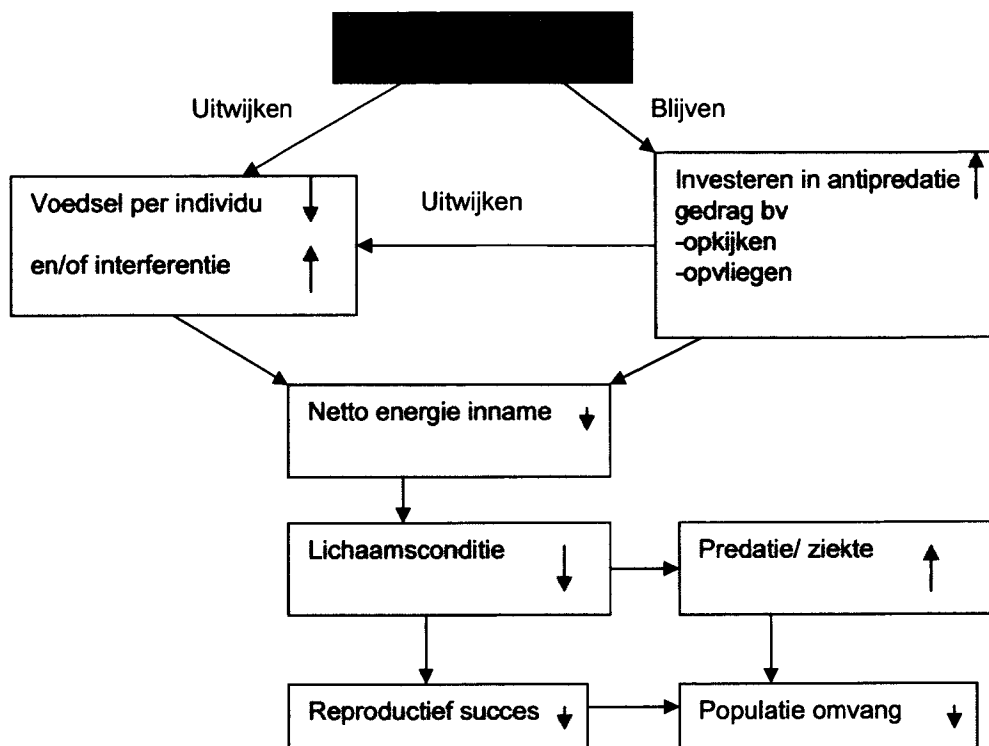 Uitwijken
Blijven
Voedsel per individu
en/of interferentie
Uitwijken
Investeren in antipredatie
gedrag bv
-opkijken
-opvliegen
Netto energie inname
Lichaamsconditie
Predatie/ ziekte
Reproductief succes
Populatie omvang